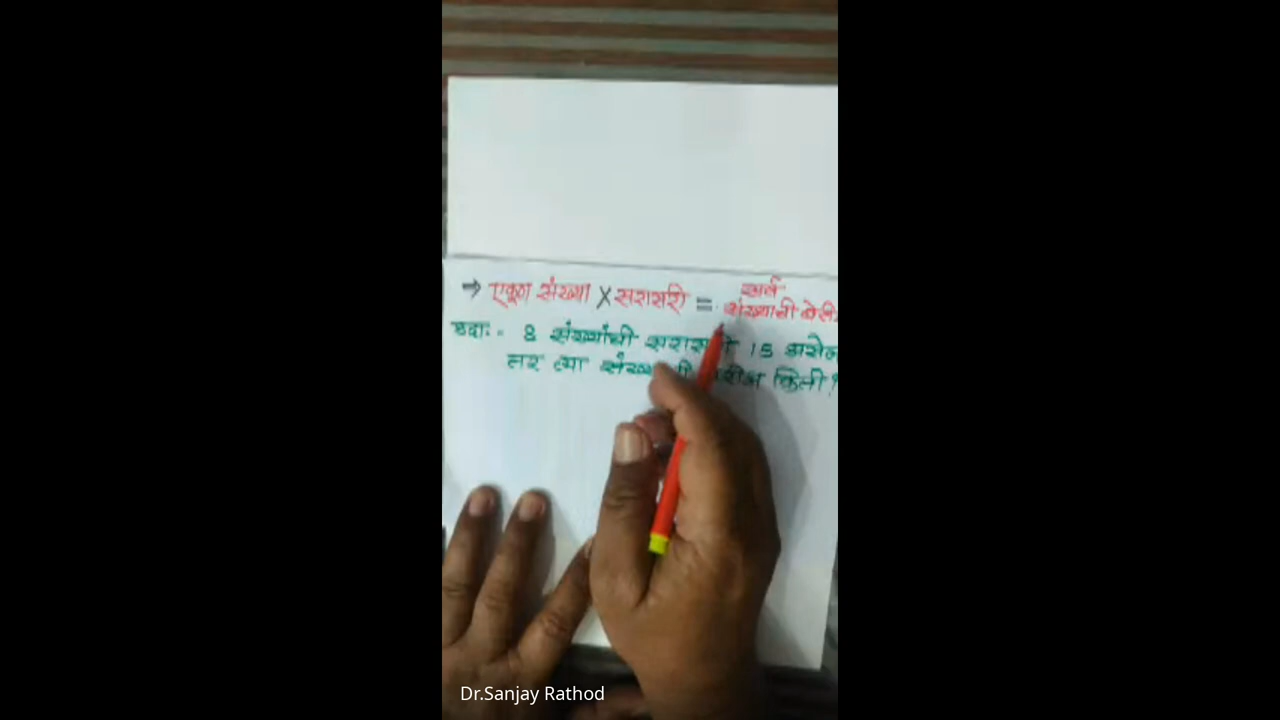 → एकूण संख्या X सरासरी = सर्व
संख्यांची बेरीज
उदा:- 8 संख्यांची सरासरी 15 असेल
तर त्या संख्यांची बेरीज किती?
Dr.Sanjay Rathod